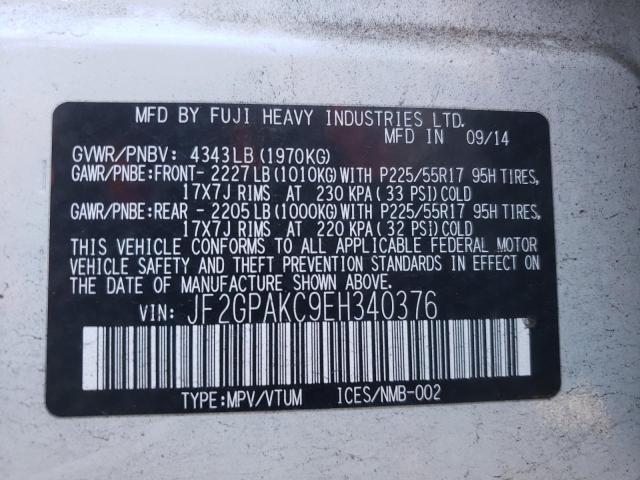 MFD BY FUJI HEAVY INDUSTRIES LTD.
MFD IN 09/14
GVWR/PNBV: 4343LB(1970KG)
GAWR/PNBE:FRONT- 2227LB(1010KG)WITH P225/55R17 95H TIRES,
17X7J RIMS AT 230 KPA( 33 PSI)COLD
GAWR/PNBE:REAR - 2205LB(1000KG)WITH P225/55R17 95H TIRES,
17X7J RIMS AT 220 KPA( 32 PSI)COLD
THIS VEHICLE CONFORMS TO ALL APPLICABLE FEDERAL MOTOR
VEHICLE SAFETY AND THEFT PREVENTION STANDARDS IN EFFECT ON
THE DATE OF MANUFACTURE SHOWN ABOVE.
VIN: JF2GPAKC9EH340376
TYPE:MPV/VTUM ICES/NMB-002